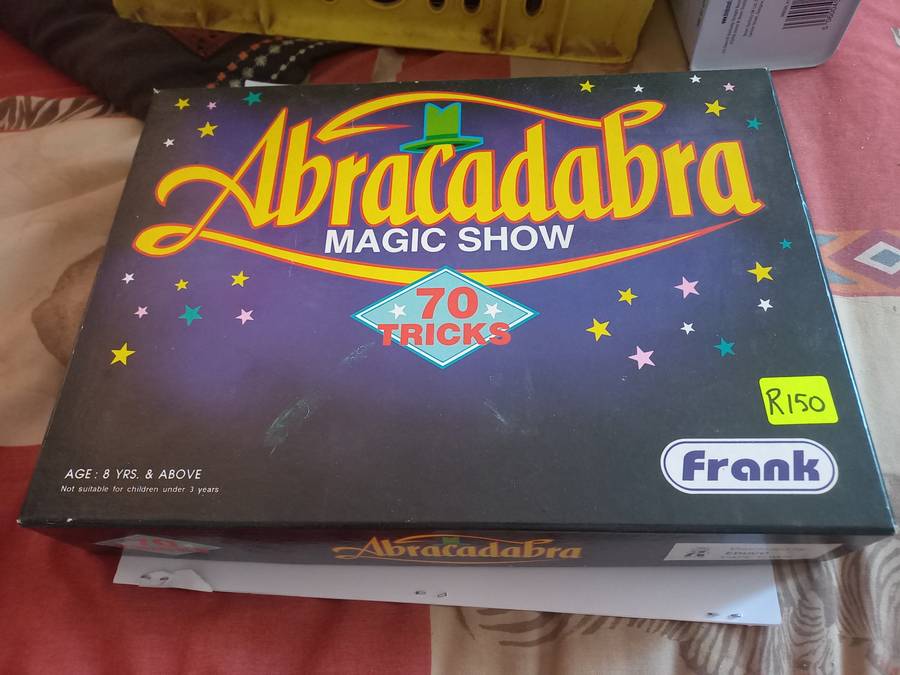 Abracadabra
MAGIC SHOW
70
TRICKS
R150
Frank
AGE : 8 YRS. & ABOVE
Not suitable for children under 3 years
70
Abracadabra